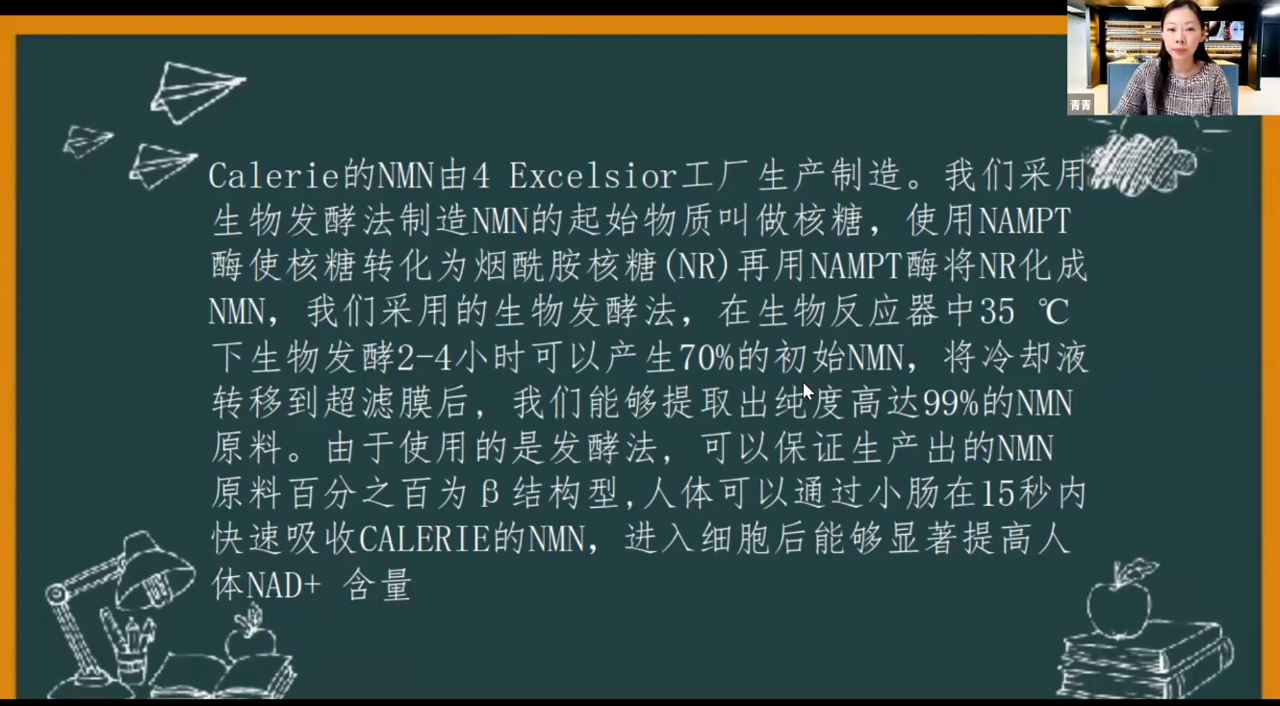 青青
Calerie的NMN由4 Excelsior工厂生产制造。我们采用
生物发酵法制造NMN的起始物质叫做核糖，使用NAMPT
酶使核糖转化为烟酰胺核糖(NR)再用NAMPT酶将NR化成
NMN，我们采用的生物发酵法，在生物反应器中35 ℃
下生物发酵2-4小时可以产生70%的初始NMN，将冷却液
转移到超滤膜后，我们能够提取出纯度高达99%的NMN
原料。由于使用的是发酵法，可以保证生产出的NMN
原料百分之百为β结构型,人体可以通过小肠在15秒内
快速吸收CALERIE的NMN，进入细胞后能够显著提高人
体NAD+ 含量